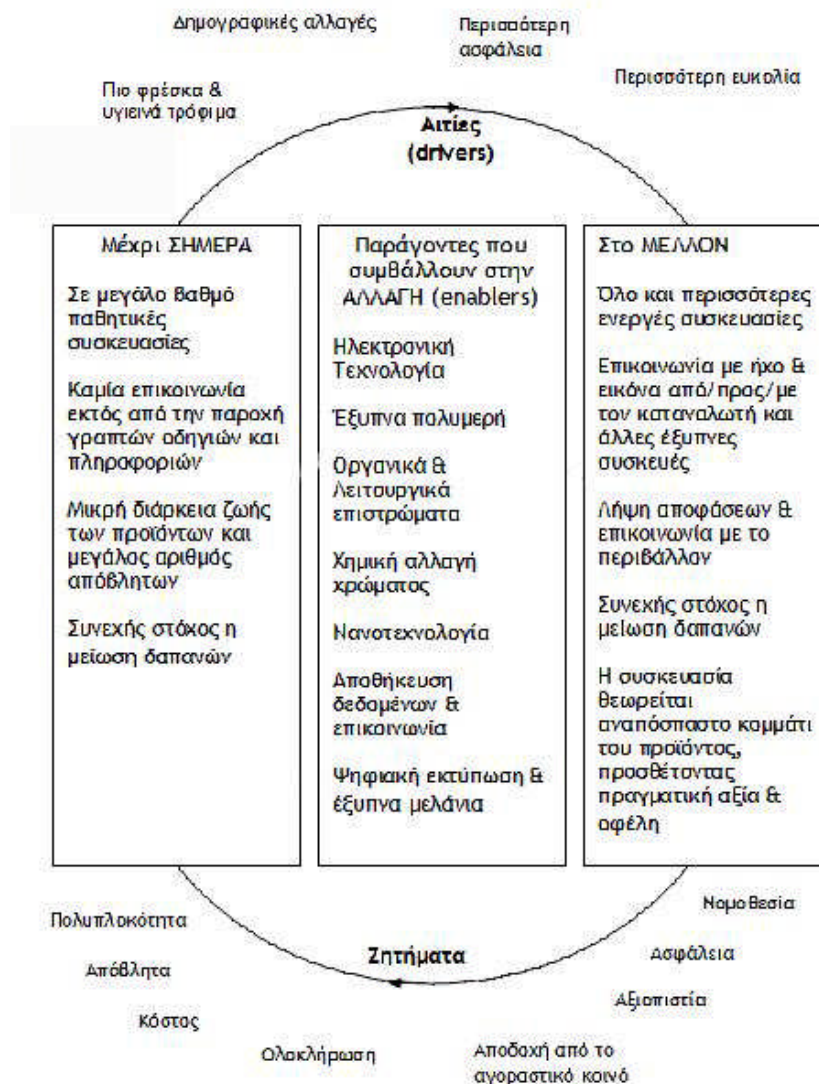 Δημογραφικές αλλαγές
Περισσότερη
ασφάλεια
Περισσότερη ευκολία
Πιο φρέσκα &
υγιεινά τρόφιμα
Αιτίες
(drivers)
Μέχρι ΣΗΜΕΡΑ
Σε μεγάλο βαθμό
παθητικές
συσκευασίες
Καμία επικοινωνία
εκτός από την παροχή
γραπτών οδηγιών και
πληροφοριών
Μικρή διάρκεια ζωής
των προϊόντων και
μεγάλος αριθμός
απόβλητων
Συνεχής στόχος η
μείωση δαπανών
Παράγοντες που
συμβάλλουν στην
ΑΛΛΑΓΗ (enablers)
Ηλεκτρονική
Τεχνολογία
Έξυπνα πολυμερή
Οργανικά &
Λειτουργικά
επιστρώματα
Χημική αλλαγή
χρώματος
Νανοτεχνολογία
Αποθήκευση
δεδομένων &
επικοινωνία
Ψηφιακή εκτύπωση &
έξυπνα μελάνια
Στο ΜΕΛΛΟΝ
Όλο και περισσότερες
ενεργές συσκευασίες
Επικοινωνία με ήχο &
εικόνα από/προς/με
τον καταναλωτή και
άλλες έξυπνες
συσκευές
Λήψη αποφάσεων &
επικοινωνία με το
περιβάλλον
Συνεχής στόχος η
μείωση δαπανών
Η συσκευασία
θεωρείται
αναπόσπαστο κομμάτι
του προϊόντος,
προσθέτοντας
πραγματική αξία &
οφέλη
Πολυπλοκότητα
Απόβλητα
Κόστος
Ολοκλήρωση
Ζητήματα
Αποδοχή από το
αγοραστικό κοινό
Αξιοπιστία
Ασφάλεια
Νομοθεσία